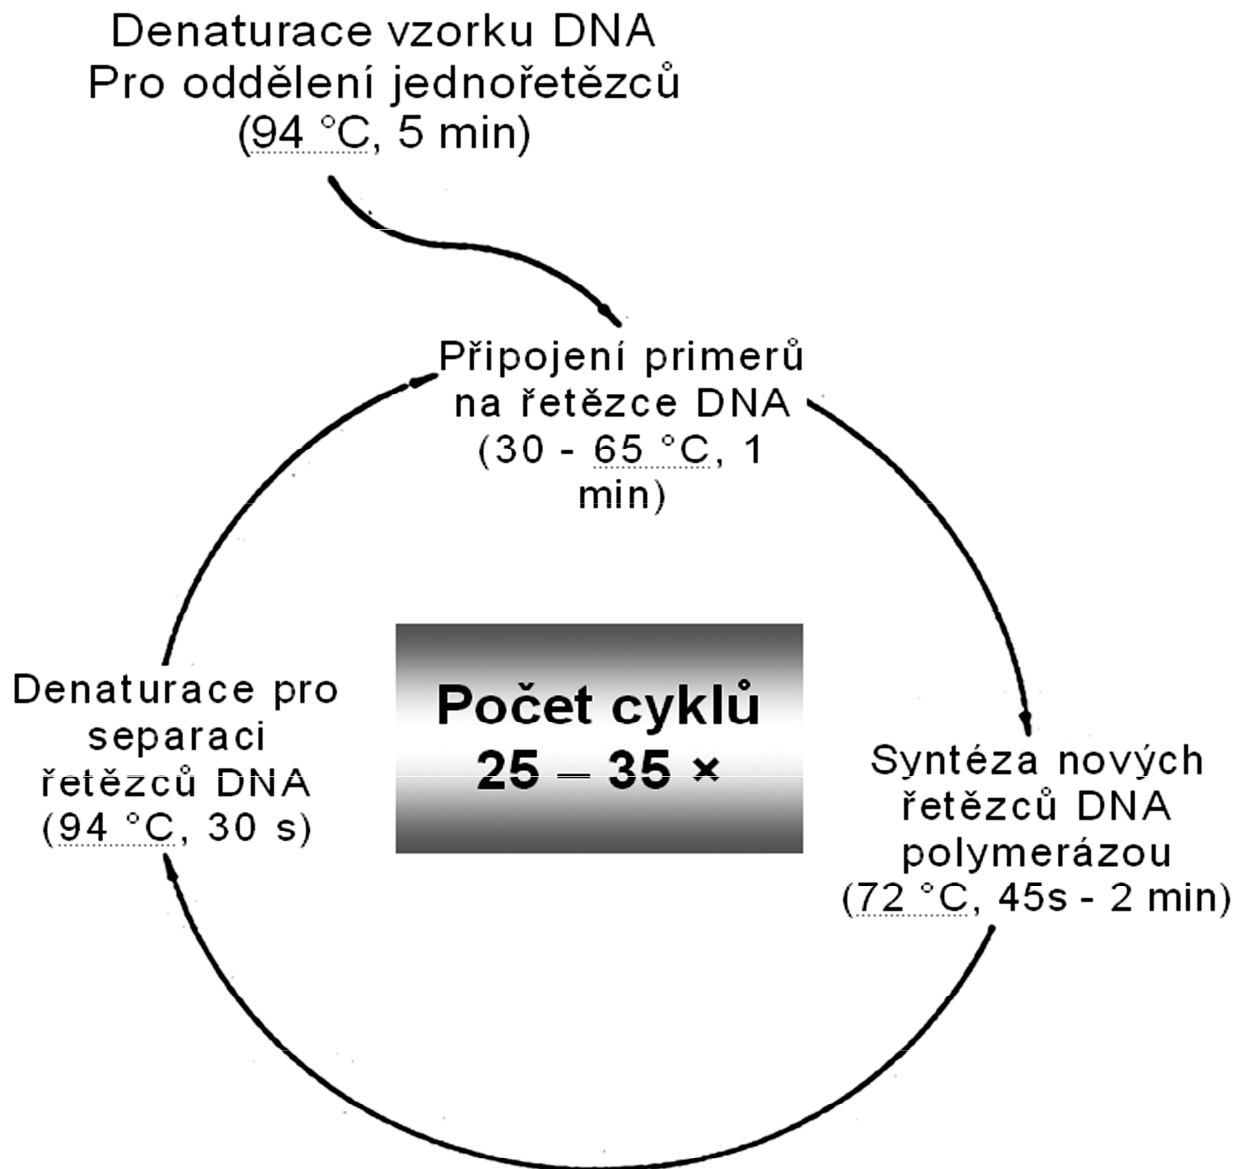 Denaturace vzorku DNA
Pro oddělení jednořetězců
(94 °C, 5 min)
Připojení primerů
na řetězce DNA
(30 - 65 °C, 1
min)
Denaturace pro
separaci
řetězců DNA
(94 °C, 30 s)
Počet cyklů
25 – 35 ×
Syntéza nových
řetězců DNA
polymerázou
(72 °C, 45s - 2 min)